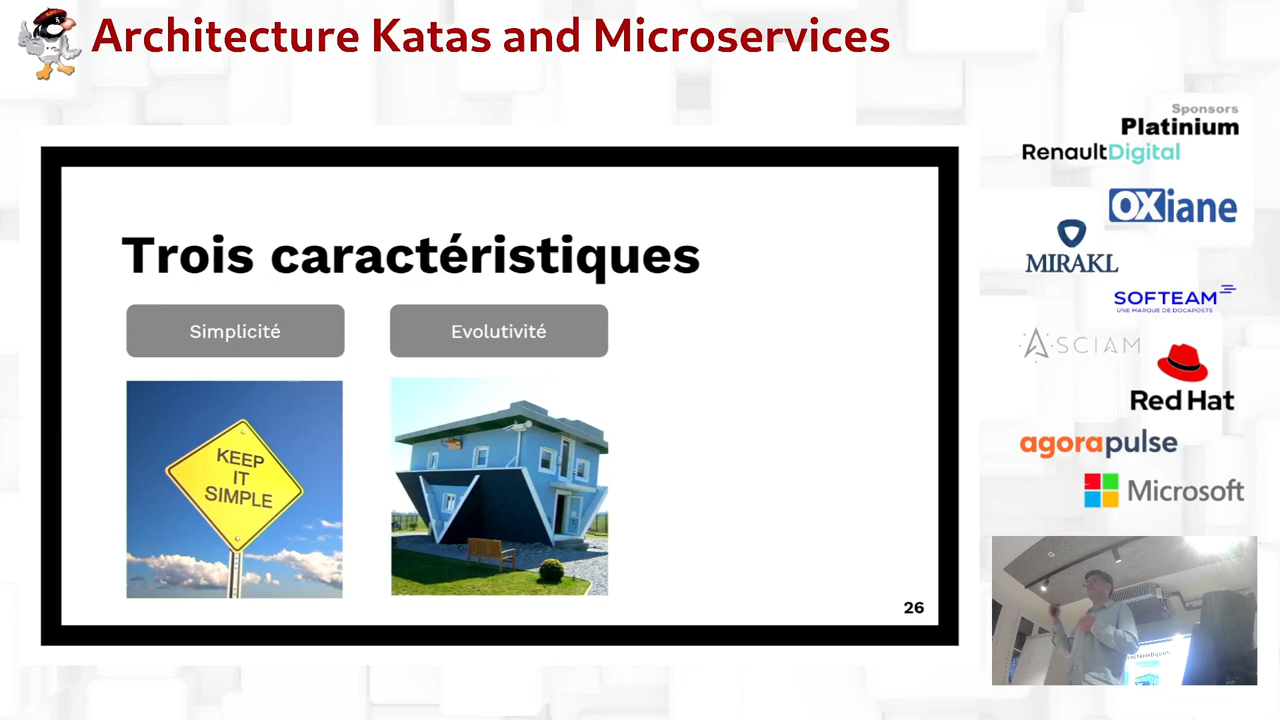 Architecture Katas and Microservices
Trois caractéristiques
Simplicité
Evolutivité
KEEP
IT
SIMPLE
26
Sponsors
Platinium
RenaultDigital
OXiane
MIRAKL
SOFTEAM
UNE MARQUE DE DOCAPOSTE
ASCIAM
Red Hat
agorapulse
Microsoft